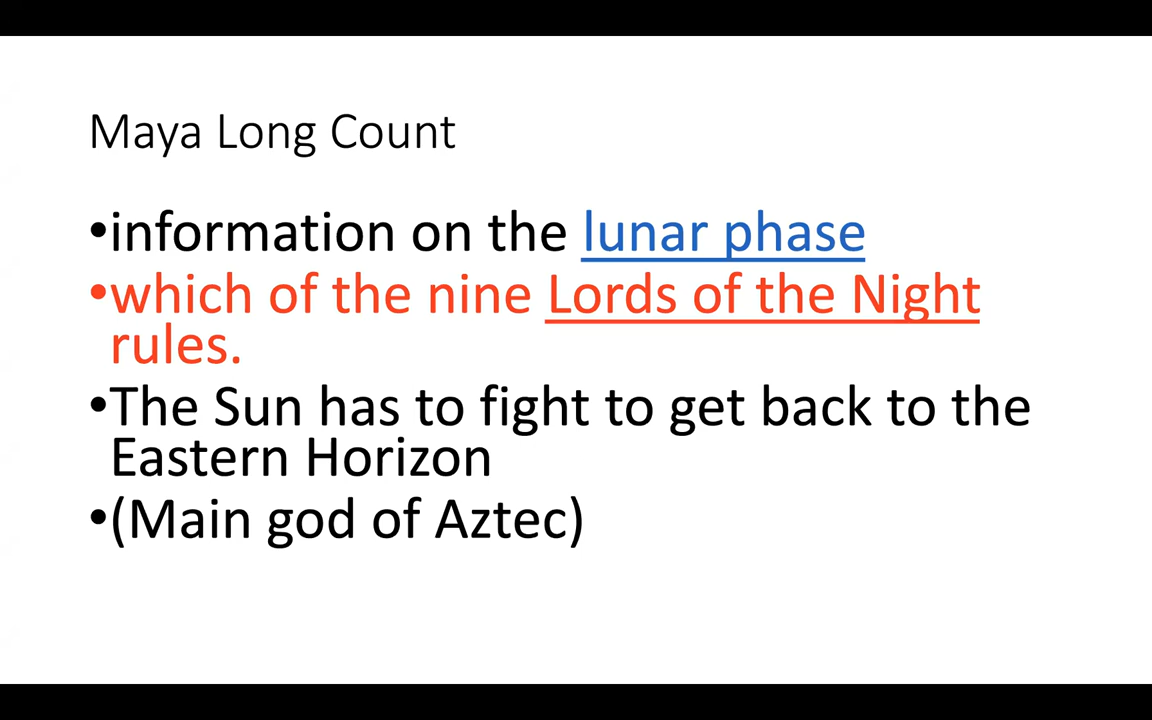 Maya Long Count
•information on the lunar phase
•which of the nine Lords of the Night
rules.
•The Sun has to fight to get back to the
Eastern Horizon
•(Main god of Aztec)